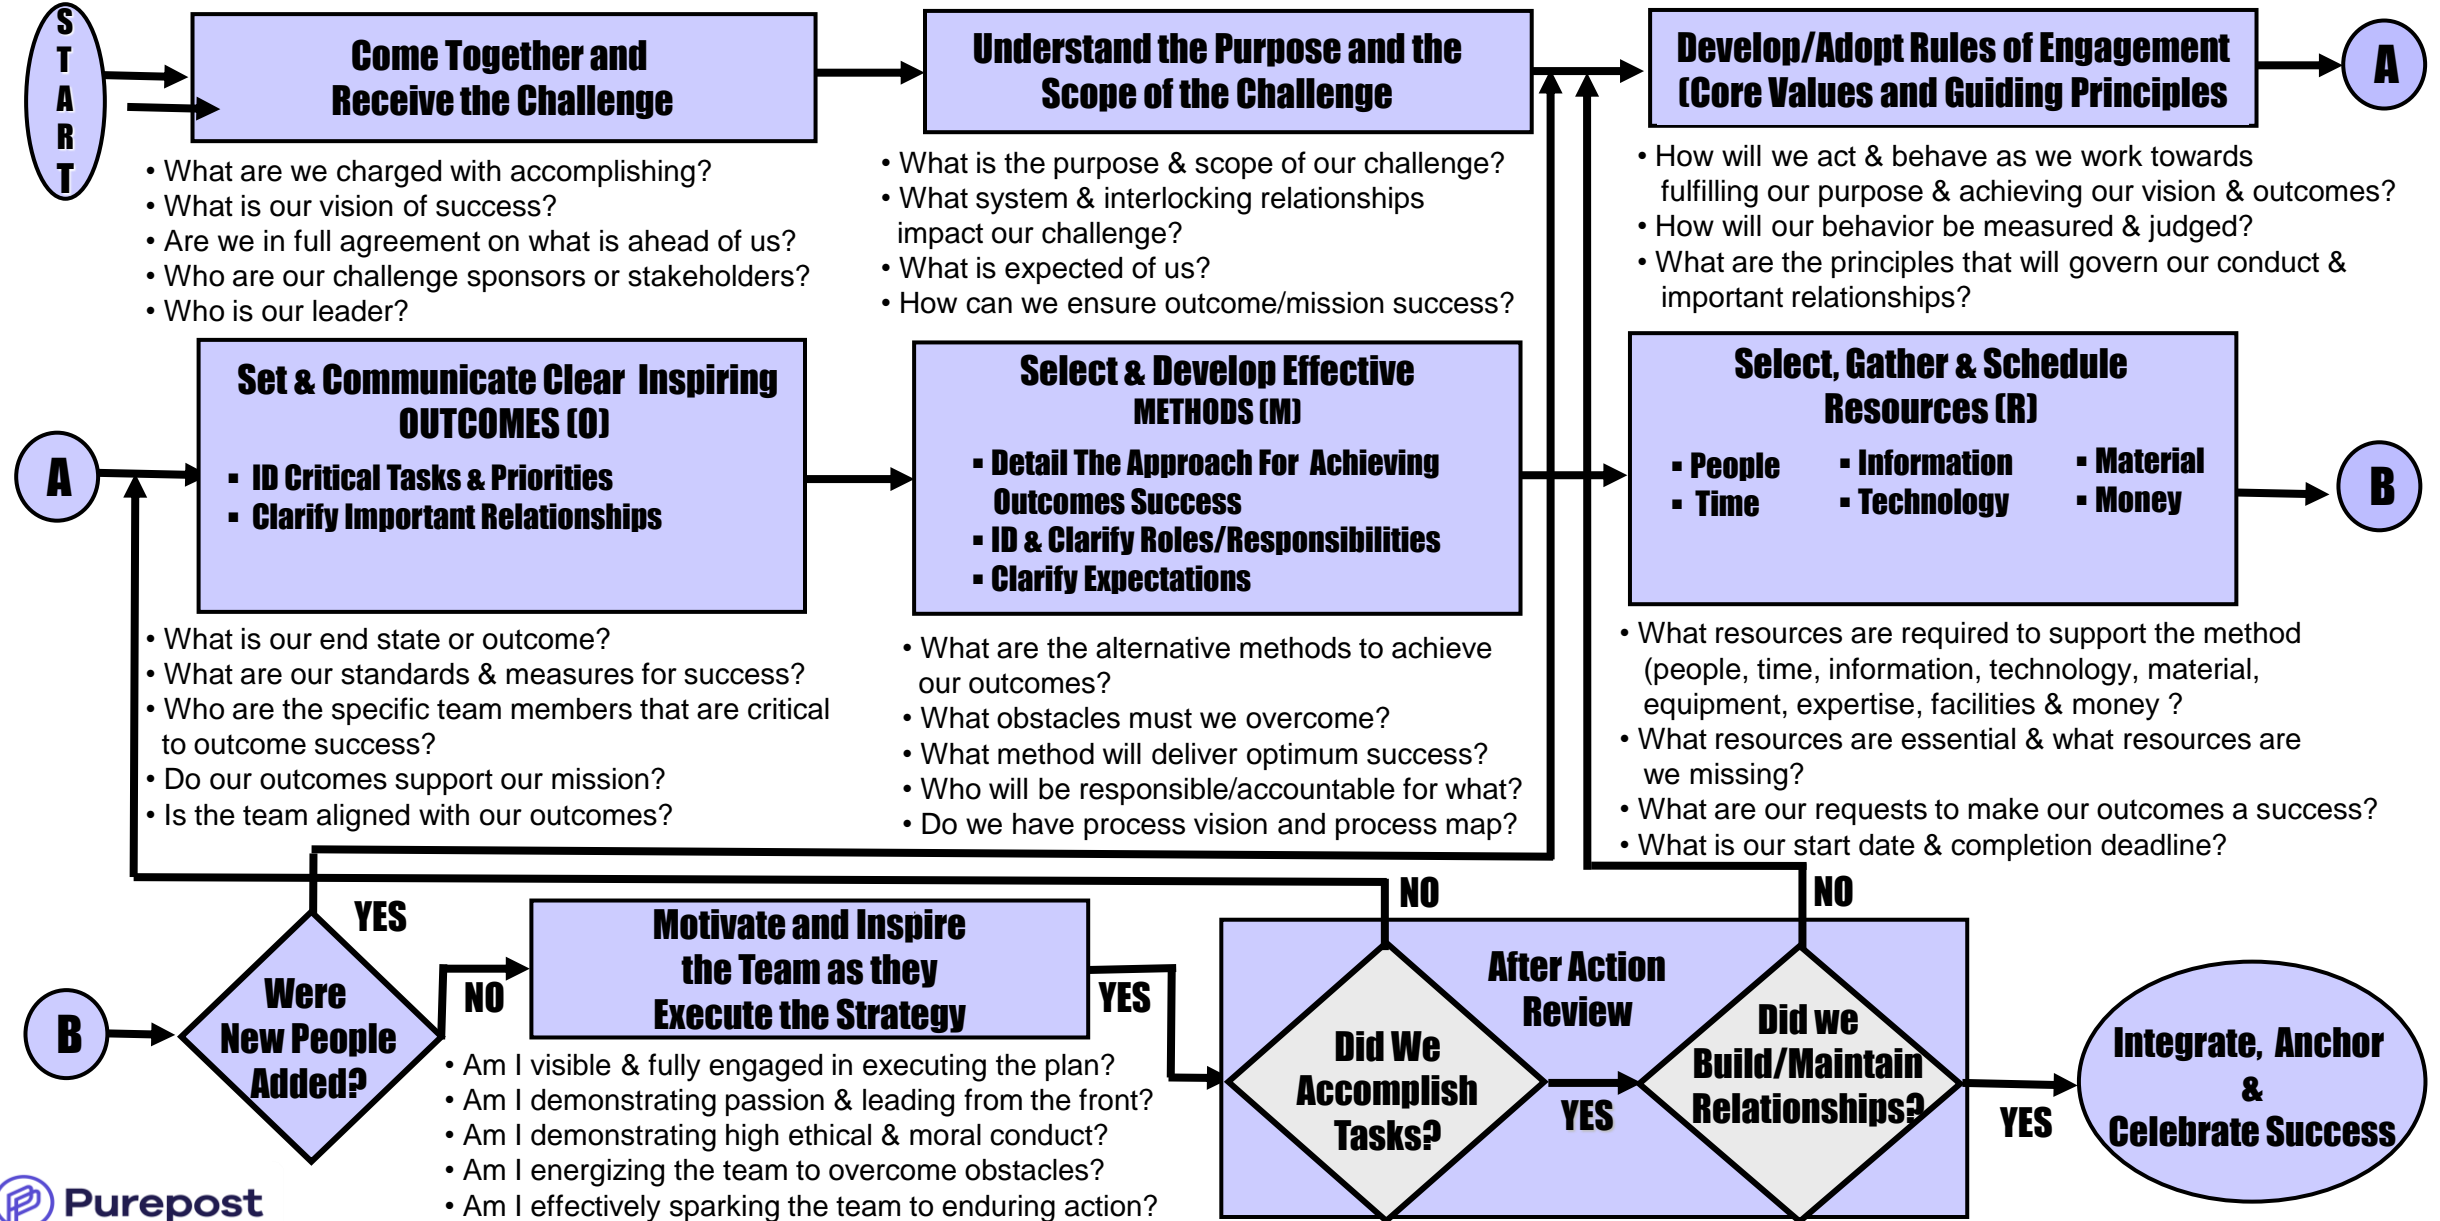 START
Come Together and
Receive the Challenge
Understand the Purpose and the
Scope of the Challenge
Develop/Adopt Rules of Engagement
(Core Values and Guiding Principles
A
• What are we charged with accomplishing?
• What is our vision of success?
• Are we in full agreement on what is ahead of us?
• Who are our challenge sponsors or stakeholders?
• Who is our leader?
• What is the purpose & scope of our challenge?
• What system & interlocking relationships
impact our challenge?
• What is expected of us?
• How can we ensure outcome/mission success?
• How will we act & behave as we work towards
fulfilling our purpose & achieving our vision & outcomes?
• How will our behavior be measured & judged?
• What are the principles that will govern our conduct &
important relationships?
A
Set & Communicate Clear Inspiring
OUTCOMES (O)
▪ ID Critical Tasks & Priorities
▪ Clarify Important Relationships
Select & Develop Effective
METHODS (M)
▪ Detail The Approach For Achieving
Outcomes Success
▪ ID & Clarify Roles/Responsibilities
▪ Clarify Expectations
Select, Gather & Schedule
Resources (R)
▪ People ▪ Information ▪ Material
▪ Time ▪ Technology ▪ Money
B
• What is our end state or outcome?
• What are our standards & measures for success?
• Who are the specific team members that are critical
to outcome success?
• Do our outcomes support our mission?
• Is the team aligned with our outcomes?
• What are the alternative methods to achieve
our outcomes?
• What obstacles must we overcome?
• What method will deliver optimum success?
• Who will be responsible/accountable for what?
• Do we have process vision and process map?
• What resources are required to support the method
(people, time, information, technology, material,
equipment, expertise, facilities & money ?
• What resources are essential & what resources are
we missing?
• What are our requests to make our outcomes a success?
• What is our start date & completion deadline?
B
Were
New People
Added?
YES
NO
Motivate and Inspire
the Team as they
Execute the Strategy
YES
• Am I visible & fully engaged in executing the plan?
• Am I demonstrating passion & leading from the front?
• Am I demonstrating high ethical & moral conduct?
• Am I energizing the team to overcome obstacles?
• Am I effectively sparking the team to enduring action?
After Action
Review
NO
Did We
Accomplish
Tasks?
YES
NO
Did we
Build/Maintain
Relationships?
YES
Integrate, Anchor
&
Celebrate Success
Purepost